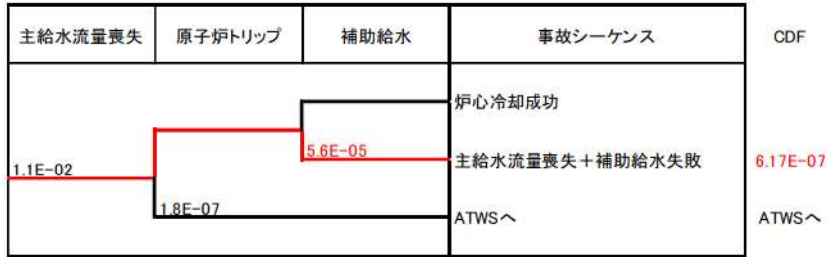 主給水流量喪失 原子炉トリップ 補助給水 事故シーケンス CDF
炉心冷却成功
5.6E-05
主給水流量喪失＋補助給水失敗 6.17E-07
1.1E-02
1.8E-07
ATWSへ ATWSへ